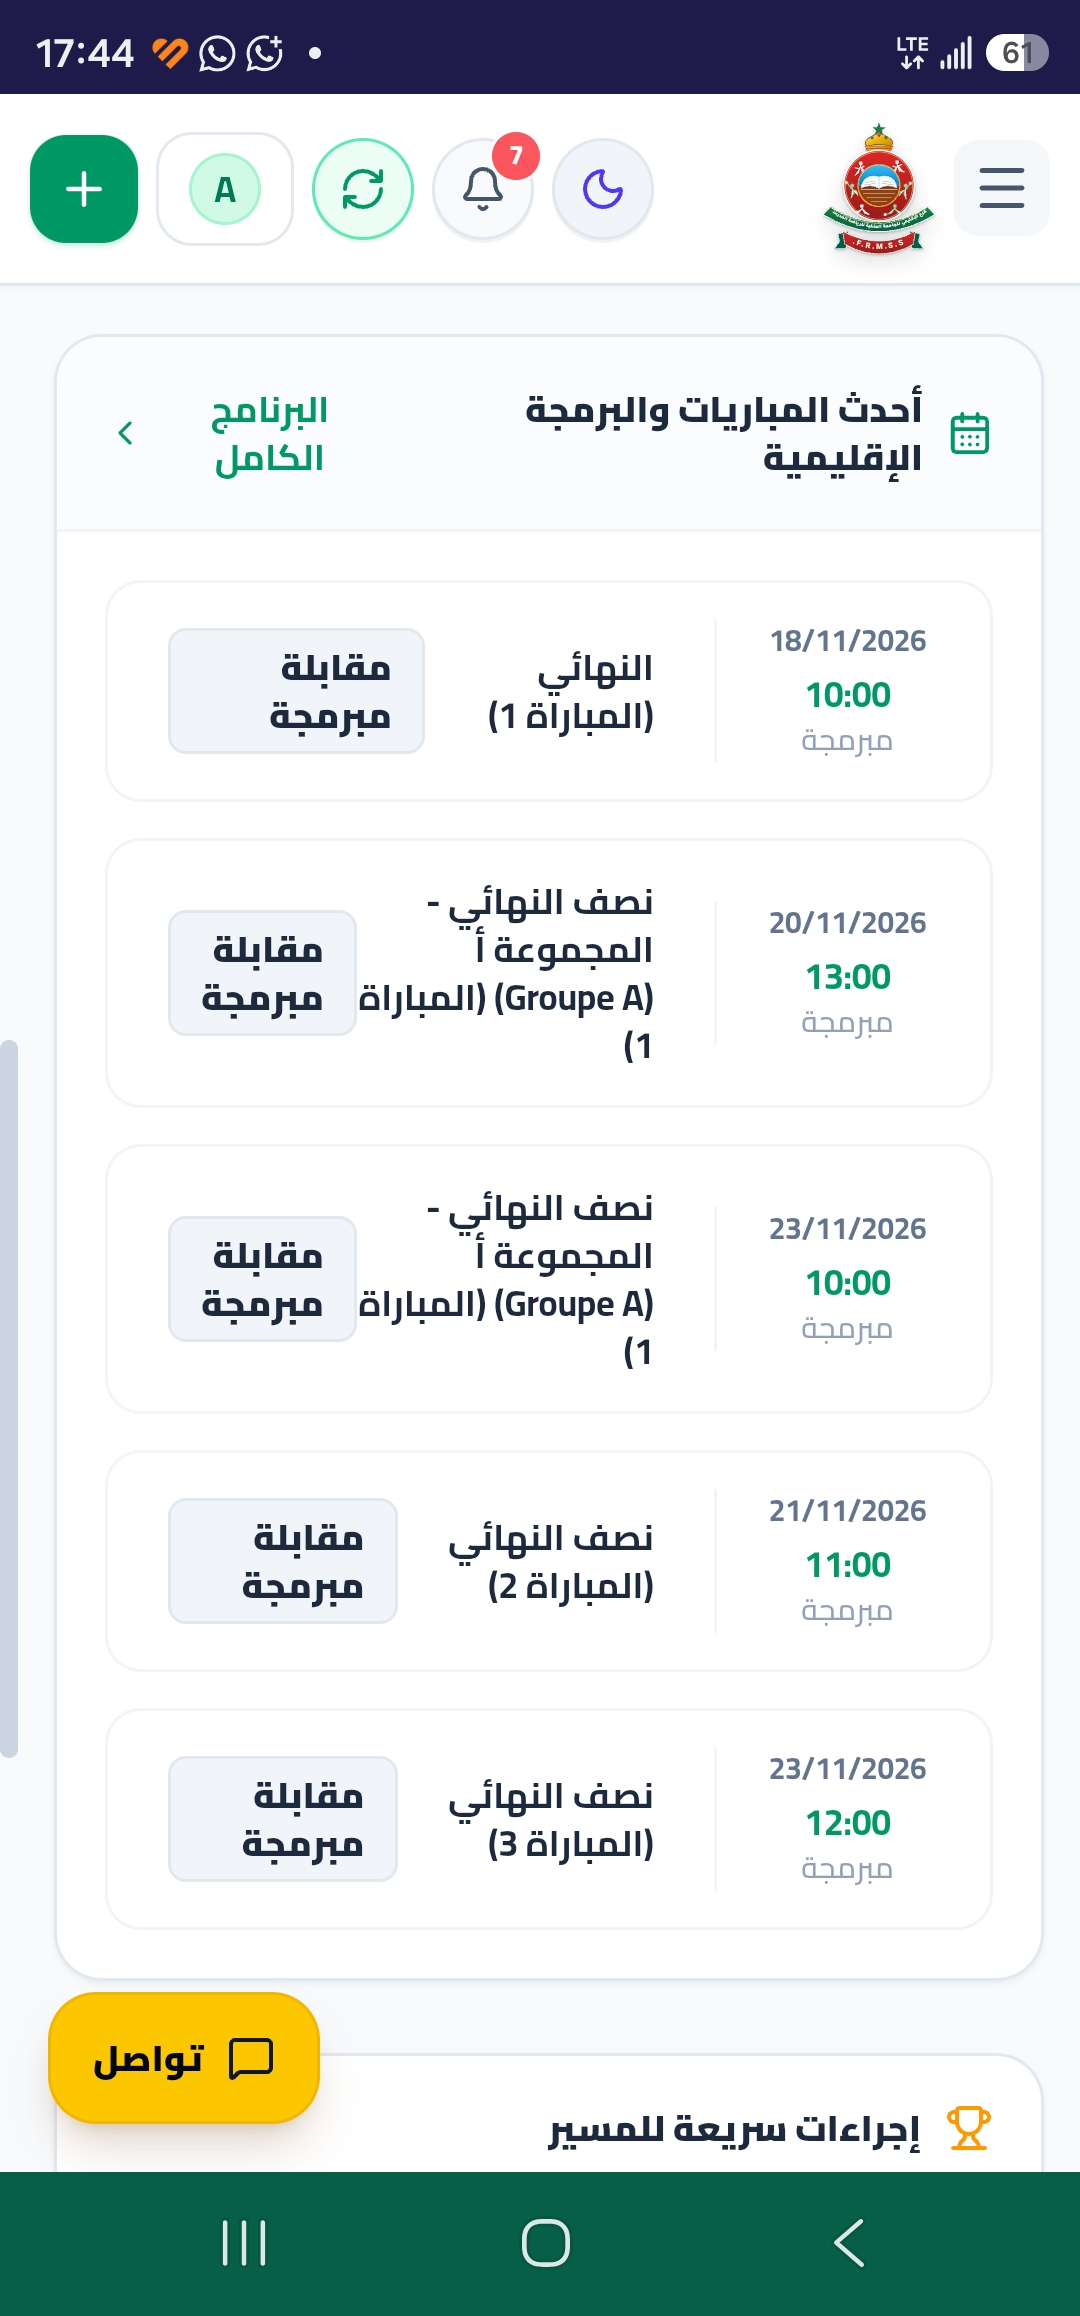 17:44
LTE
61
A
7
F.R.M.S.S.
أحدث المباريات والبرمجة
الإقليمية
البرنامج
الكامل
18/11/2026
10:00
مبرمجة
النهائي
(المباراة 1)
مقابلة
مبرمجة
20/11/2026
13:00
مبرمجة
نصف النهائي -
المجموعة أ
(Groupe A) (المباراة
1)
مقابلة
مبرمجة
23/11/2026
10:00
مبرمجة
نصف النهائي -
المجموعة أ
(Groupe A) (المباراة
1)
مقابلة
مبرمجة
21/11/2026
11:00
مبرمجة
نصف النهائي
(المباراة 2)
مقابلة
مبرمجة
23/11/2026
12:00
مبرمجة
نصف النهائي
(المباراة 3)
مقابلة
مبرمجة
تواصل
إجراءات سريعة للمسير